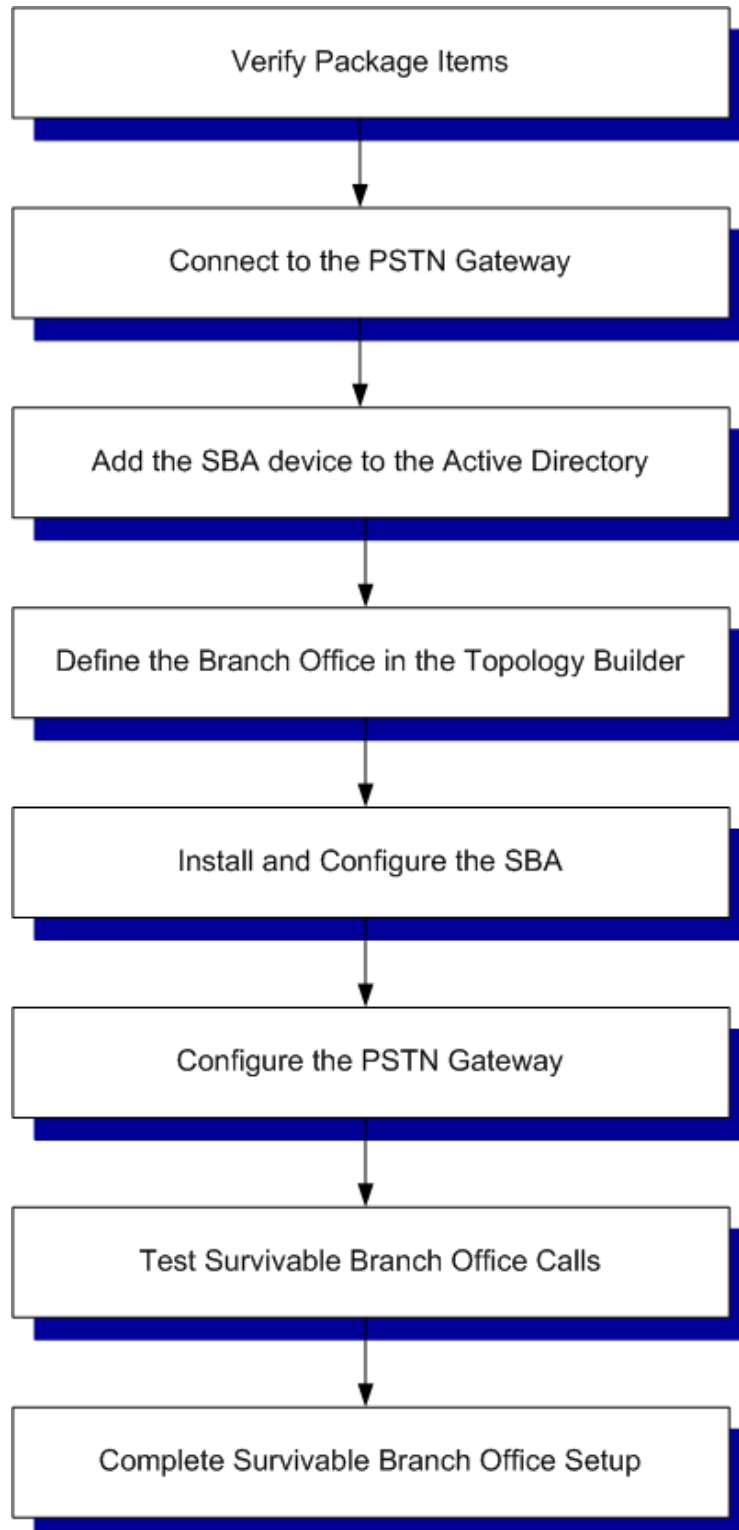 Verify Package Items
Connect to the PSTN Gateway
Add the SBA device to the Active Directory
Define the Branch Office in the Topology Builder
Install and Configure the SBA
Configure the PSTN Gateway
Test Survivable Branch Office Calls
Complete Survivable Branch Office Setup